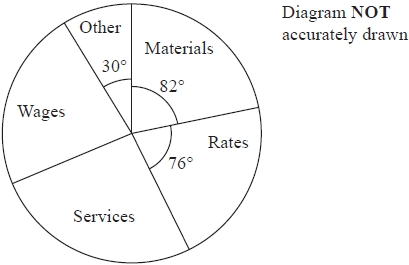 Diagram NOT
accurately drawn
Other
Materials
30°
82°
Wages
Rates
76°
Services